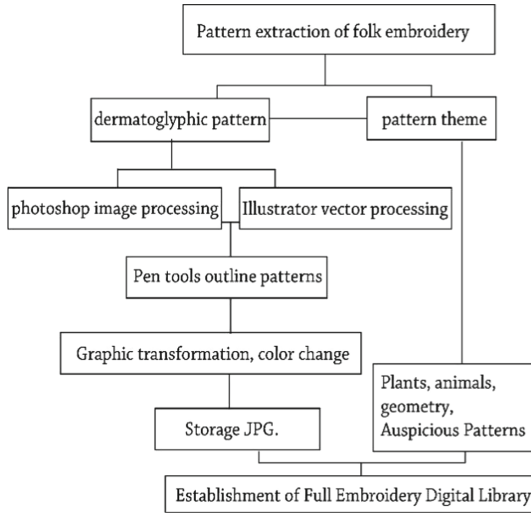 Pattern extraction of folk embroidery
dermatoglyphic pattern
pattern theme
photoshop image processing
Illustrator vector processing
Pen tools outline patterns
Graphic transformation, color change
Plants, animals,
geometry,
Auspicious Patterns
Storage JPG.
Establishment of Full Embroidery Digital Library